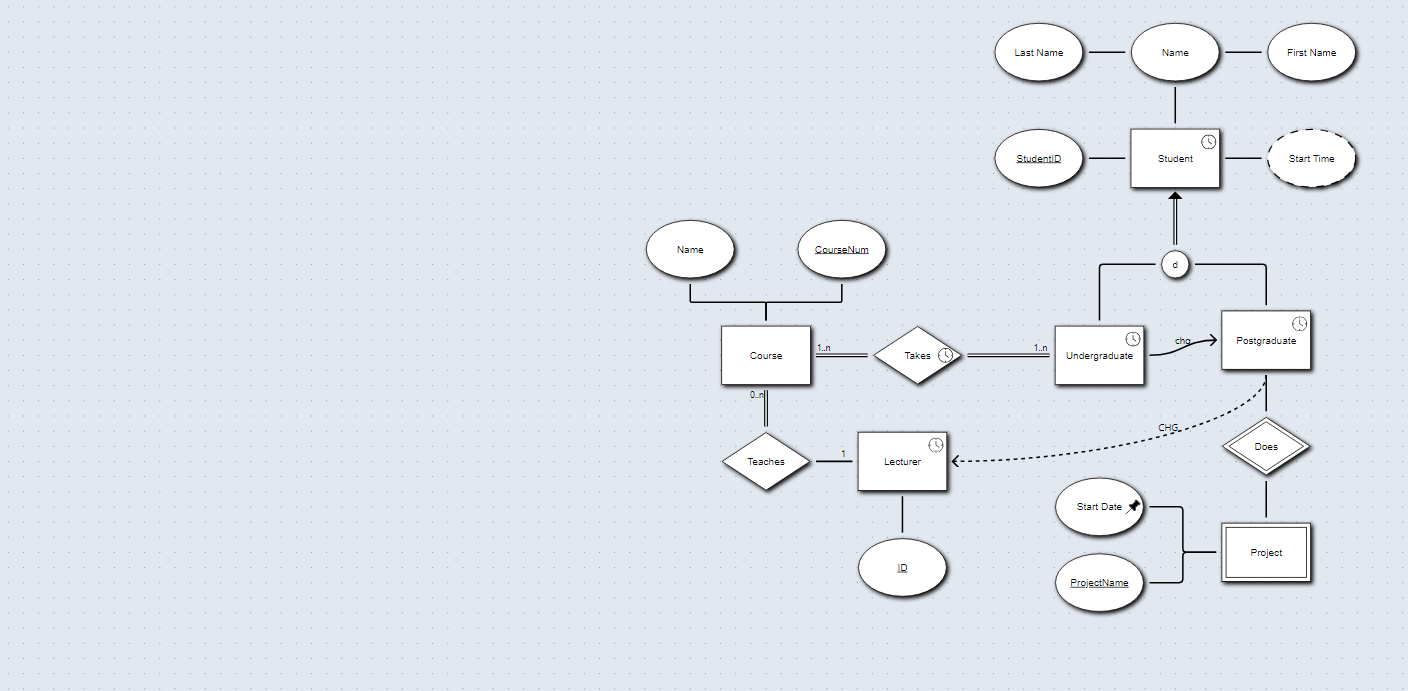 Last Name
Name
First Name
StudentID
Student
Start Time
Name
CourseNum
d
Course
1..n
Takes
1..n
Undergraduate
chg
Postgraduate
0..n
CHG
Teaches
1
Lecturer
Does
Start Date
ID
ProjectName
Project